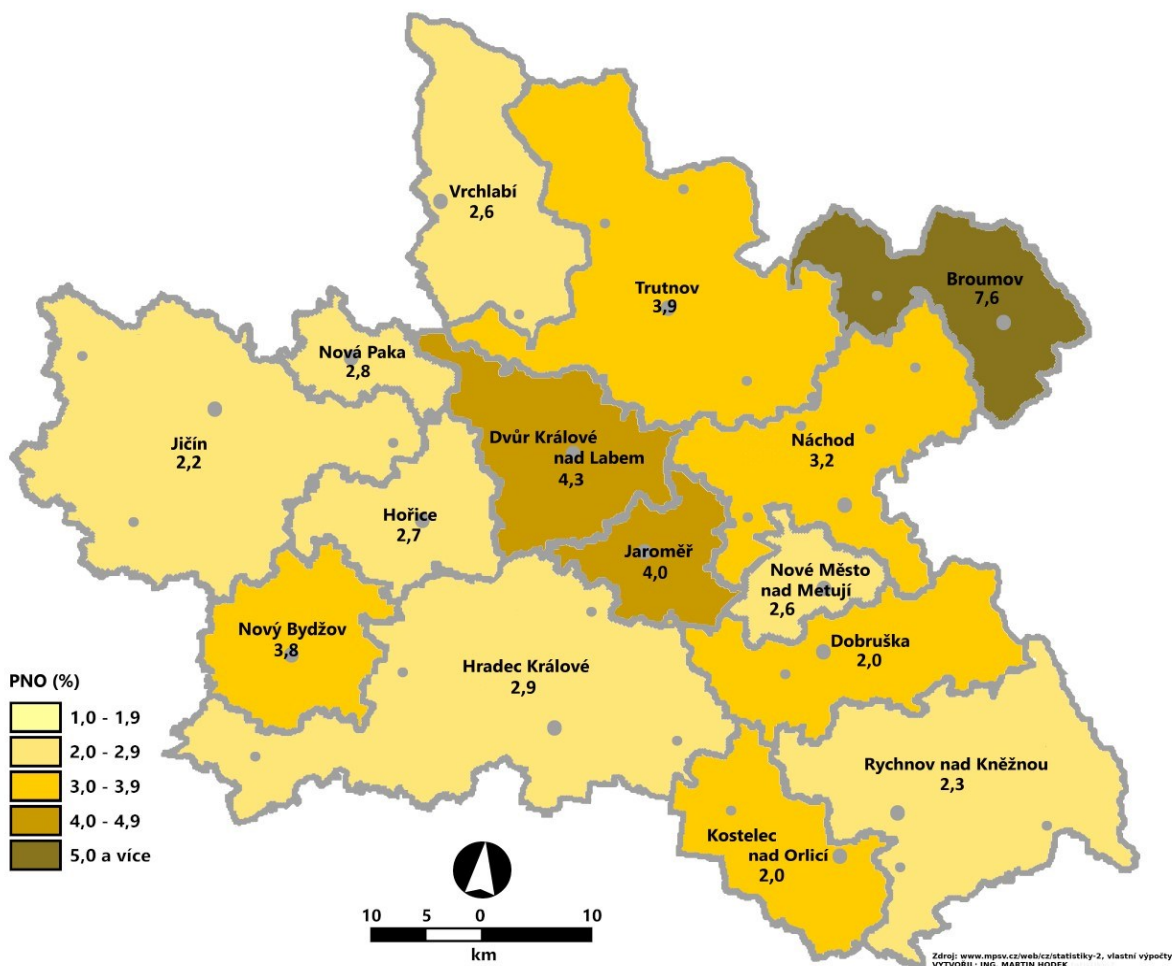 Vrchlabí
2,6
Trutnov
3,9
Broumov
7,6
Nová Paka
2,8
Jičín
2,2
Dvůr Králové
nad Labem
4,3
Náchod
3,2
Hořice
2,7
Jaroměř
4,0
Nové Město
nad Metují
2,6
Nový Bydžov
3,8
Hradec Králové
2,9
Dobruška
2,0
Rychnov nad Kněžnou
2,3
Kostelec
nad Orlicí
2,0
PNO (%)
1,0 - 1,9
2,0 - 2,9
3,0 - 3,9
4,0 - 4,9
5,0 a více
10 5 0 10
km
Zdroj: www.mpsv.cz/web/cz/statistiky-2, vlastní výpočty
VYTVOŘIL: ING. MARTIN HODEK